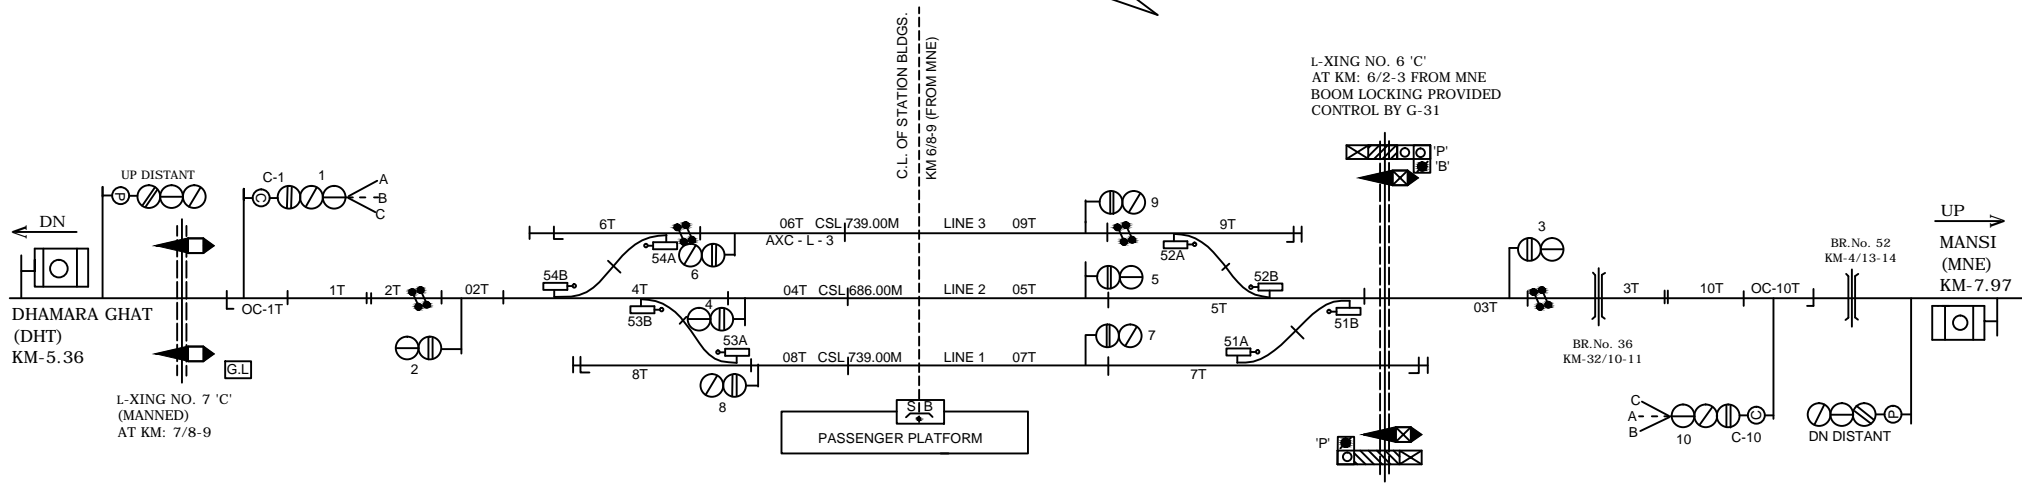 C.L. OF STATION BLDGS.
KM 6/8-9 (FROM MNE)
L-XING NO. 6 'C'
AT KM: 6/2-3 FROM MNE
BOOM LOCKING PROVIDED
CONTROL BY G-31
'P'
'B'
UP DISTANT
P
C-1
1
C
A
B
C
DN
UP
MANSI
(MNE)
KM-7.97
BR.No. 52
KM-4/13-14
6T
06T CSL 739.00M
LINE 3
09T
9
9T
3
AXC - L - 3
54A
6
52A
54B
52B
5
OC-1T
1T
2T
02T
4T
04T CSL 686.00M
LINE 2
05T
5T
03T
3T
10T
OC-10T
DHAMARA GHAT
(DHT)
KM-5.36
53B
4
53A
51B
51A
7
2
G.L
8T
08T CSL 739.00M
LINE 1
07T
7T
8
BR.No. 36
KM-32/10-11
L-XING NO. 7 'C'
(MANNED)
AT KM: 7/8-9
S B
PASSENGER PLATFORM
'P'
C
A
B
10
C
C-10
P
DN DISTANT